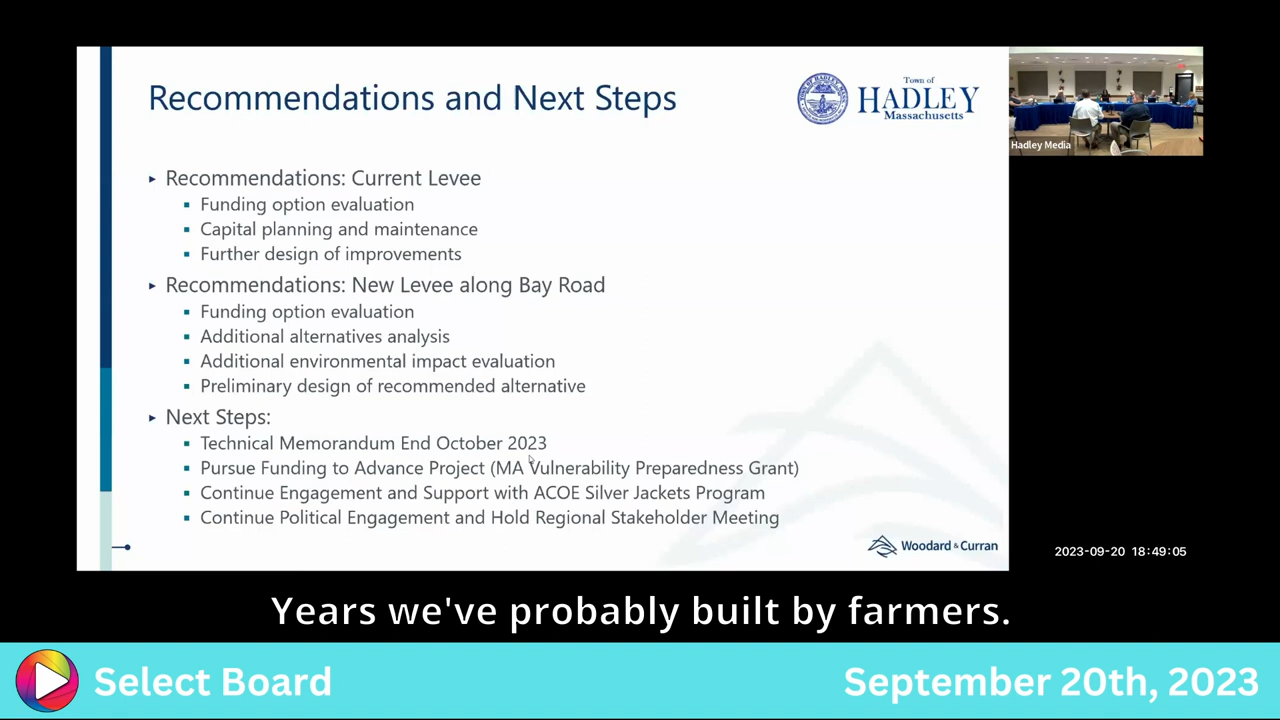 Recommendations and Next Steps
Town of
HADLEY
Massachusetts
Hadley Media
▸ Recommendations: Current Levee
▪ Funding option evaluation
▪ Capital planning and maintenance
▪ Further design of improvements
▸ Recommendations: New Levee along Bay Road
▪ Funding option evaluation
▪ Additional alternatives analysis
▪ Additional environmental impact evaluation
▪ Preliminary design of recommended alternative
▸ Next Steps:
▪ Technical Memorandum End October 2023
▪ Pursue Funding to Advance Project (MA Vulnerability Preparedness Grant)
▪ Continue Engagement and Support with ACOE Silver Jackets Program
▪ Continue Political Engagement and Hold Regional Stakeholder Meeting
Woodard & Curran
2023-09-20 18:49:05
Years we've probably built by farmers.
Select Board
September 20th, 2023